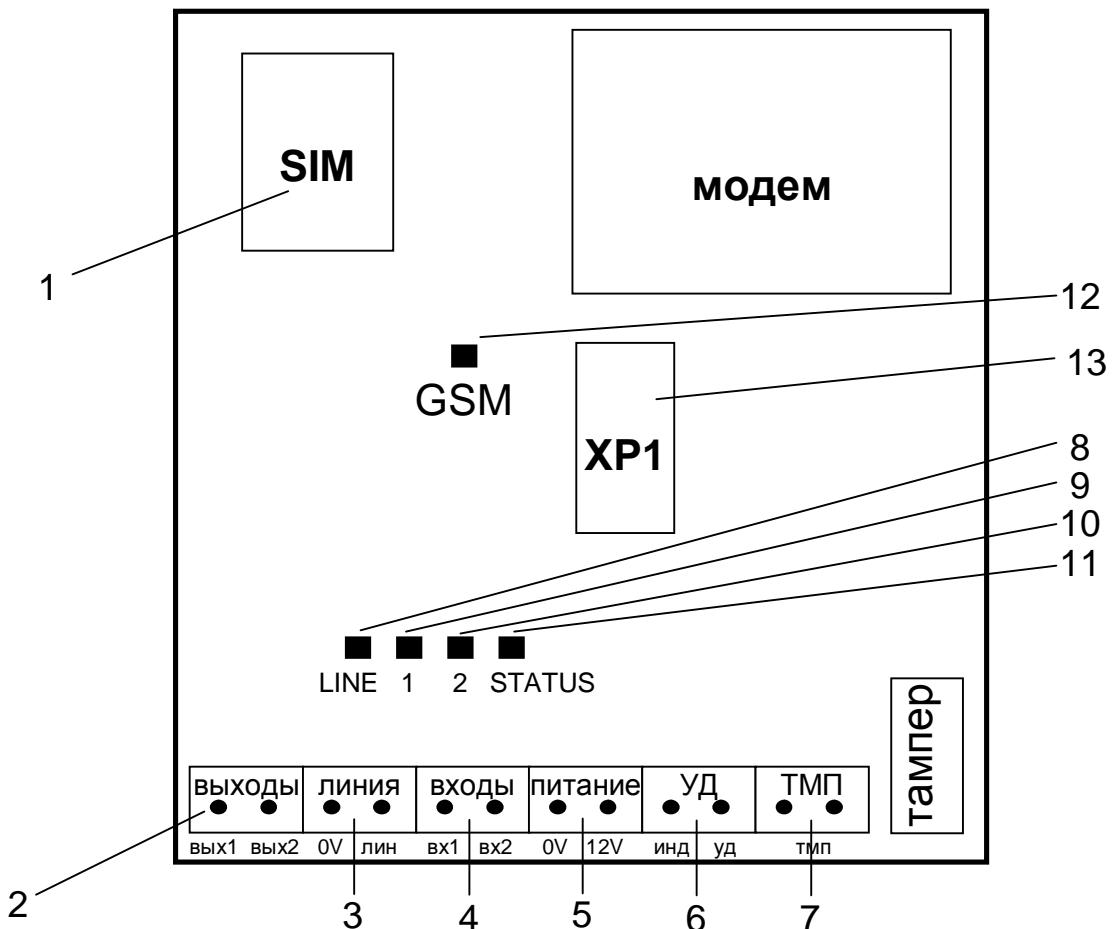 SIM
модем
1
12
GSM
13
XP1
8
9
10
11
LINE 1 2 STATUS
тампер
выходы линия входы питание УД ТМП
вых1 вых2 0V лин вх1 вх2 0V 12V инд уд тмп
2 3 4 5 6 7